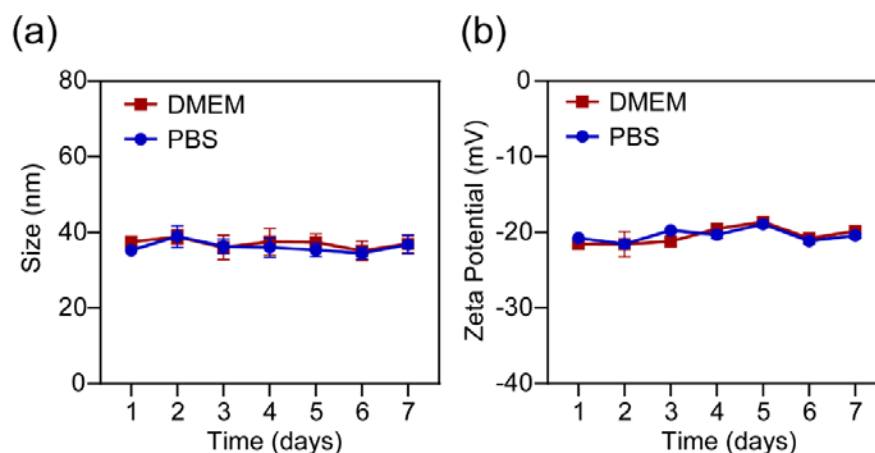 (a)
80
60
40
20
0
Size (nm)
DMEM
PBS
1 2 3 4 5 6 7
Time (days)
(b)
0
-10
-20
-30
-40
Zeta Potential (mV)
DMEM
PBS
1 2 3 4 5 6 7
Time (days)